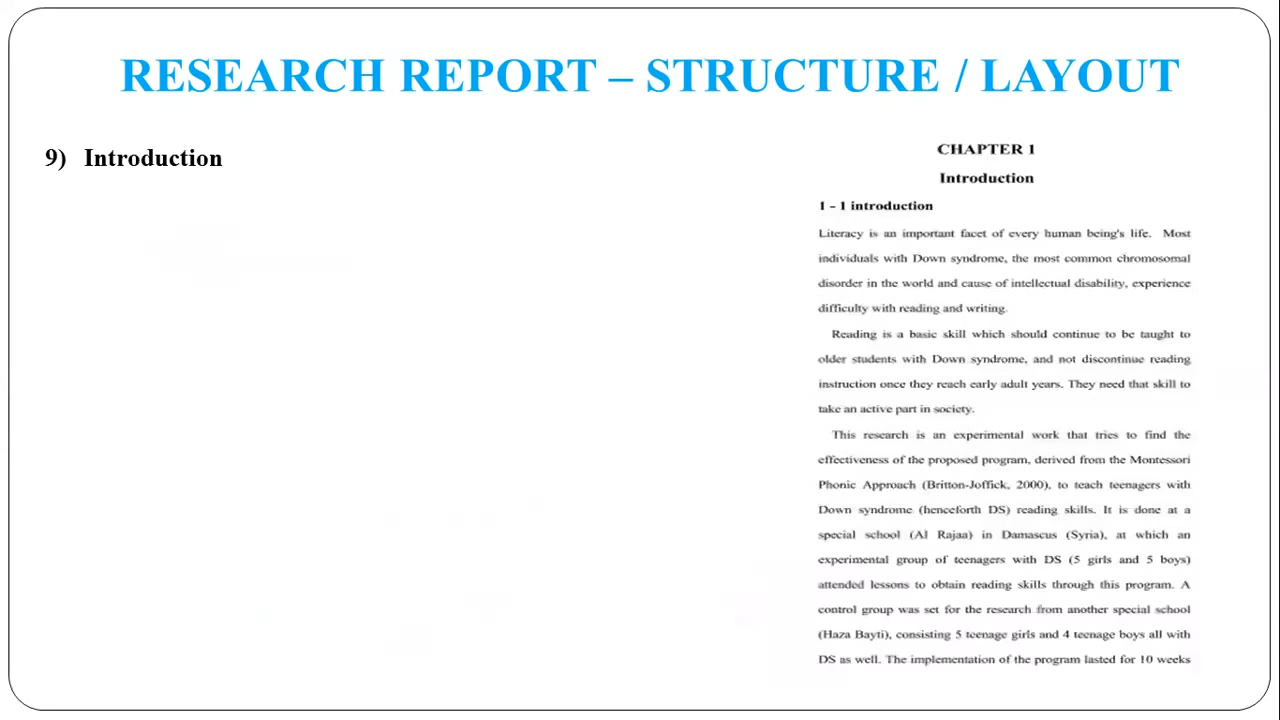 RESEARCH REPORT – STRUCTURE / LAYOUT
9) Introduction
CHAPTER 1
Introduction
1 - 1 introduction
Literacy is an important facet of every human being's life. Most
individuals with Down syndrome, the most common chromosomal
disorder in the world and cause of intellectual disability, experience
difficulty with reading and writing.
Reading is a basic skill which should continue to be taught to
older students with Down syndrome, and not discontinue reading
instruction once they reach early adult years. They need that skill to
take an active part in society.
This research is an experimental work that tries to find the
effectiveness of the proposed program, derived from the Montessori
Phonic Approach (Britton-Joffick, 2000), to teach teenagers with
Down syndrome (henceforth DS) reading skills. It is done at a
special school (Al Rajaa) in Damascus (Syria), at which an
experimental group of teenagers with DS (5 girls and 5 boys)
attended lessons to obtain reading skills through this program. A
control group was set for the research from another special school
(Haza Bayti), consisting 5 teenage girls and 4 teenage boys all with
DS as well. The implementation of the program lasted for 10 weeks